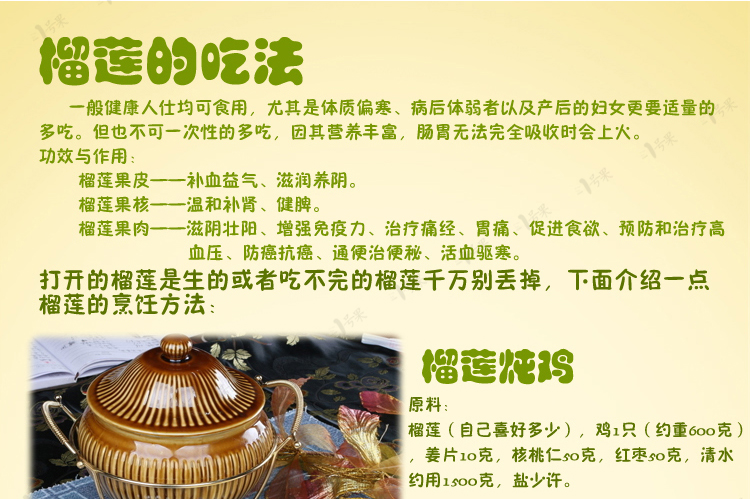 榴莲的吃法
一般健康人仕均可食用，尤其是体质偏寒、病后体弱者以及产后的妇女更要适量的
多吃。但也不可一次性的多吃，因其营养丰富，肠胃无法完全吸收时会上火。
功效与作用：
榴莲果皮——补血益气、滋润养阴。
榴莲果核——温和补肾、健脾。
榴莲果肉——滋阴壮阳、增强免疫力、治疗痛经、胃痛、促进食欲、预防和治疗高
血压、防癌抗癌、通便治便秘、活血驱寒。
打开的榴莲是生的或者吃不完的榴莲千万别丢掉，下面介绍一点
榴莲的烹饪方法：
榴莲炖鸡
原料：
榴莲（自己喜好多少），鸡1只（约重600克）
，姜片10克，核桃仁50克，红枣50克，清水
约用1500克，盐少许。